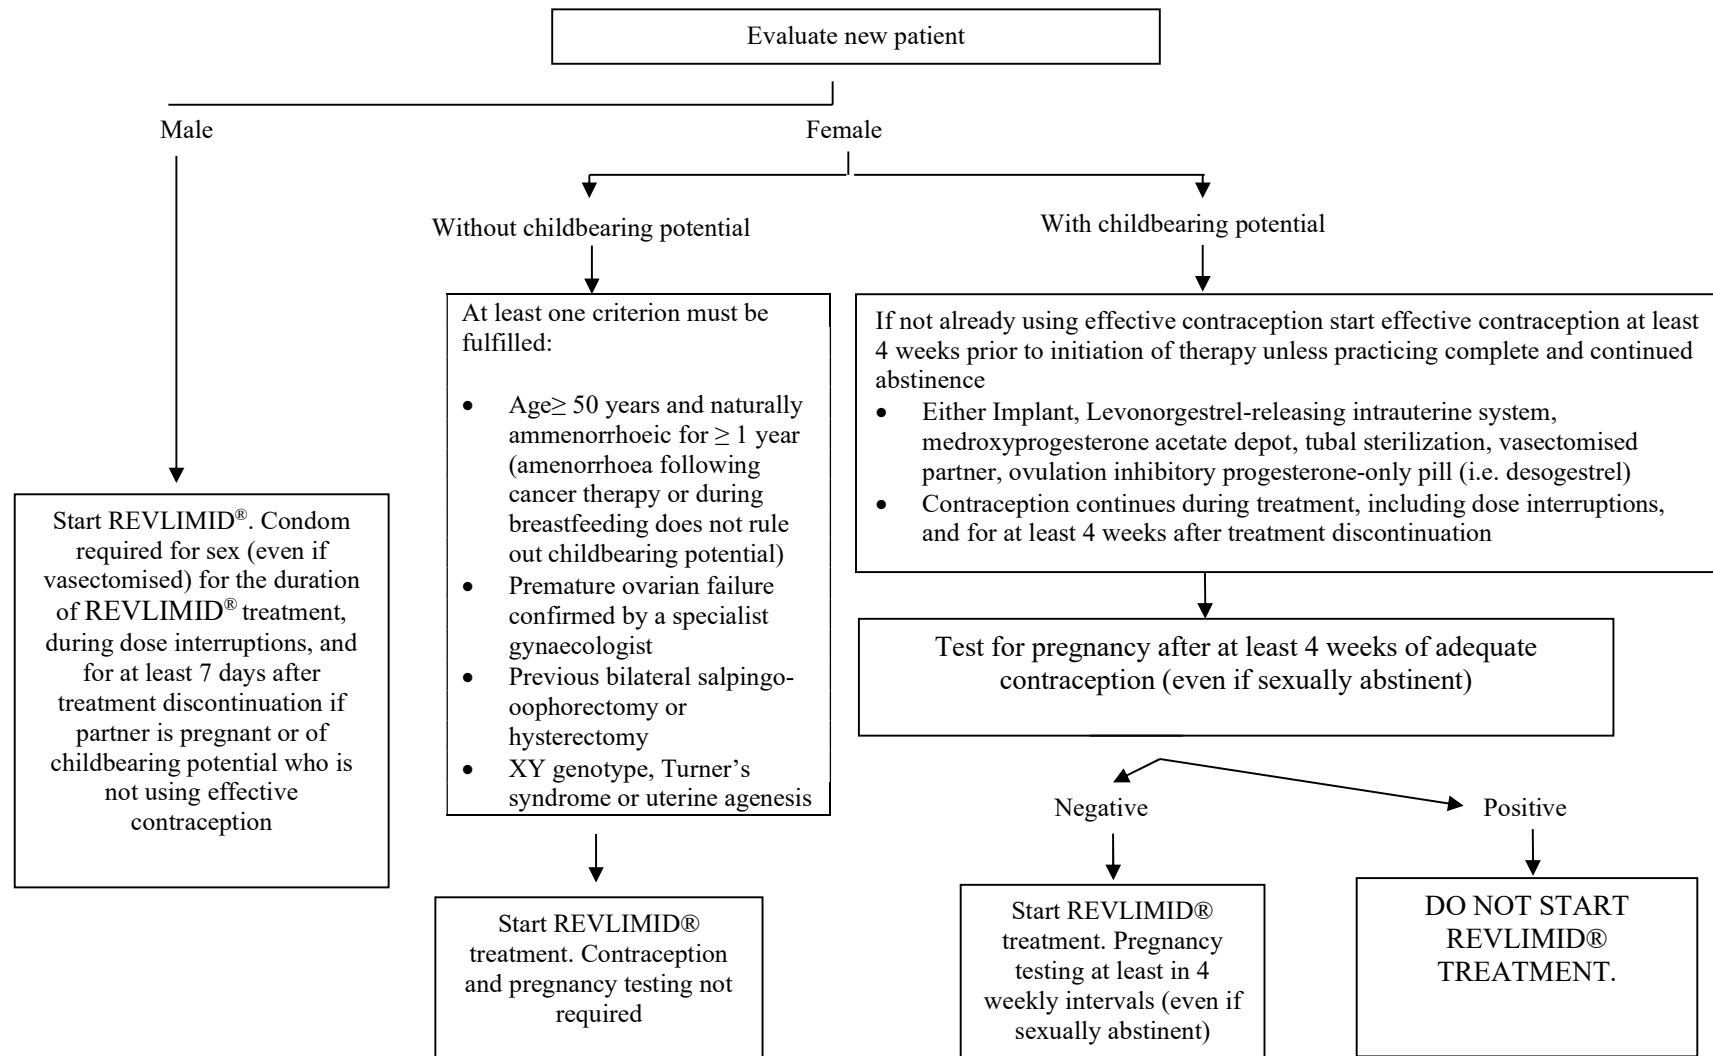 Evaluate new patient
Male
Female
Without childbearing potential
With childbearing potential
Start REVLIMID®. Condom
required for sex (even if
vasectomised) for the duration
of REVLIMID® treatment,
during dose interruptions, and
for at least 7 days after
treatment discontinuation if
partner is pregnant or of
childbearing potential who is
not using effective
contraception
At least one criterion must be
fulfilled:
• Age≥ 50 years and naturally
ammenorrhoeic for ≥ 1 year
(amenorrhoea following
cancer therapy or during
breastfeeding does not rule
out childbearing potential)
• Premature ovarian failure
confirmed by a specialist
gynaecologist
• Previous bilateral salpingo-
oophorectomy or
hysterectomy
• XY genotype, Turner’s
syndrome or uterine agenesis
Start REVLIMID®
treatment. Contraception
and pregnancy testing not
required
If not already using effective contraception start effective contraception at least
4 weeks prior to initiation of therapy unless practicing complete and continued
abstinence
• Either Implant, Levonorgestrel-releasing intrauterine system,
medroxyprogesterone acetate depot, tubal sterilization, vasectomised
partner, ovulation inhibitory progesterone-only pill (i.e. desogestrel)
• Contraception continues during treatment, including dose interruptions,
and for at least 4 weeks after treatment discontinuation
Test for pregnancy after at least 4 weeks of adequate
contraception (even if sexually abstinent)
Negative
Positive
Start REVLIMID®
treatment. Pregnancy
testing at least in 4
weekly intervals (even if
sexually abstinent)
DO NOT START
REVLIMID®
TREATMENT.